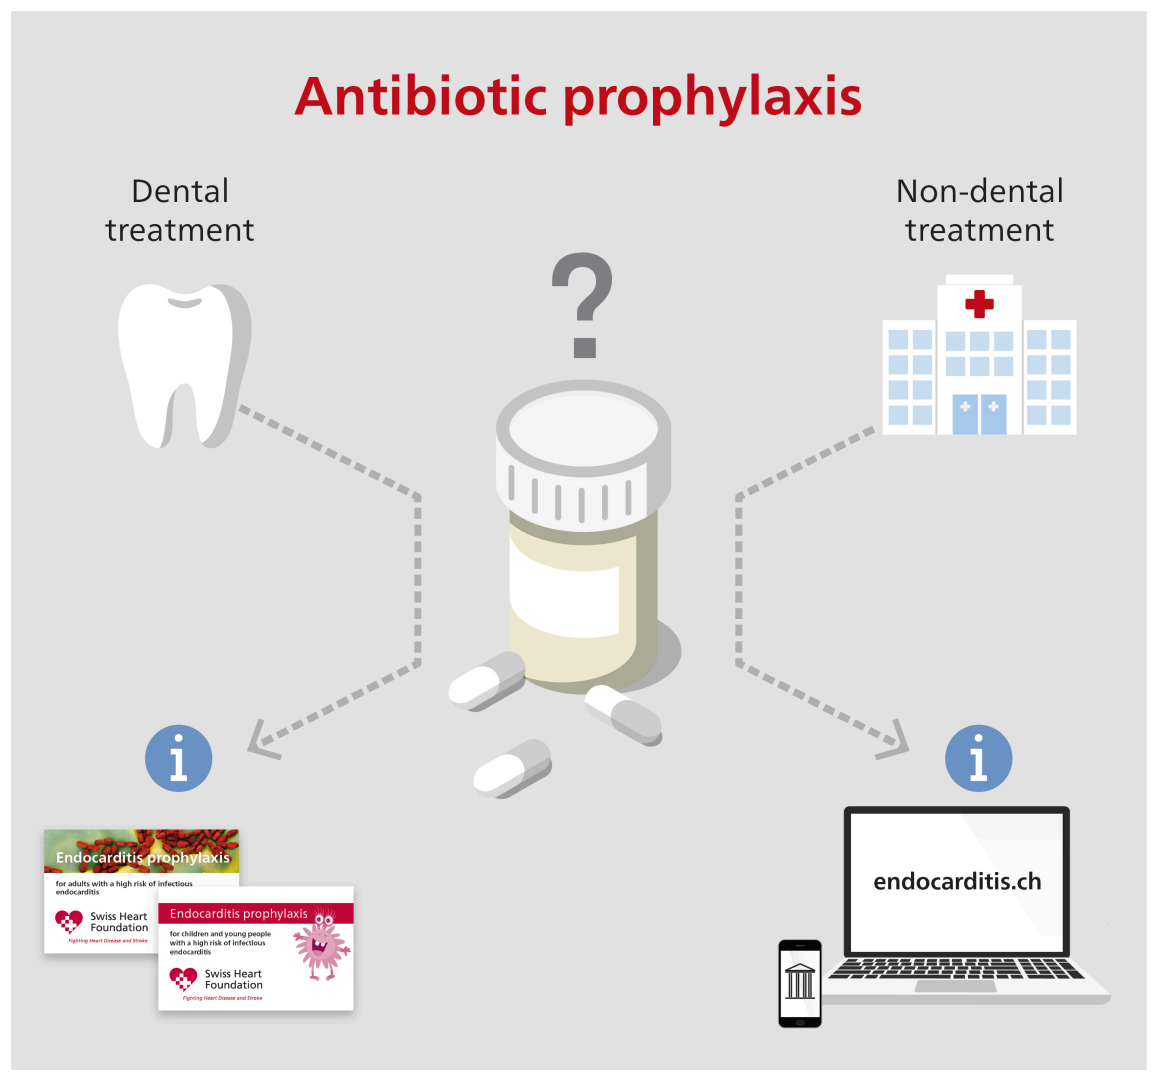 Antibiotic prophylaxis
Dental
treatment
Non-dental
treatment
?
i
i
Endocarditis prophylaxis
for adults with a high risk of infectious
endocarditis
Swiss Heart
Foundation
Fighting Heart Disease and Stroke
Endocarditis prophylaxis
for children and young people
with a high risk of infectious
endocarditis
Swiss Heart
Foundation
Fighting Heart Disease and Stroke
endocarditis.ch